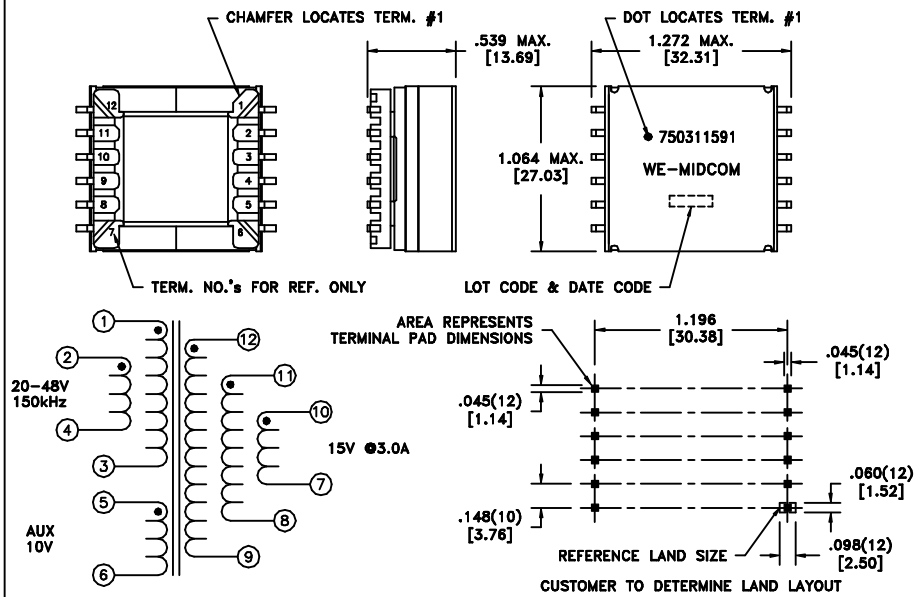 CHAMFER LOCATES TERM. #1
12
1
11
2
10
3
9
4
8
5
7
6
TERM. NO.'s FOR REF. ONLY
.539 MAX.
[13.69]
DOT LOCATES TERM. #1
1.272 MAX.
[32.31]
1.064 MAX.
[27.03]
750311591
WE-MIDCOM
LOT CODE & DATE CODE
1
2
20-48V
150kHz
4
3
5
AUX
10V
6
12
11
10
15V @3.0A
7
8
9
AREA REPRESENTS
TERMINAL PAD DIMENSIONS
1.196
[30.38]
.045(12)
[1.14]
.045(12)
[1.14]
.060(12)
[1.52]
.148(10)
[3.76]
REFERENCE LAND SIZE
.098(12)
[2.50]
CUSTOMER TO DETERMINE LAND LAYOUT